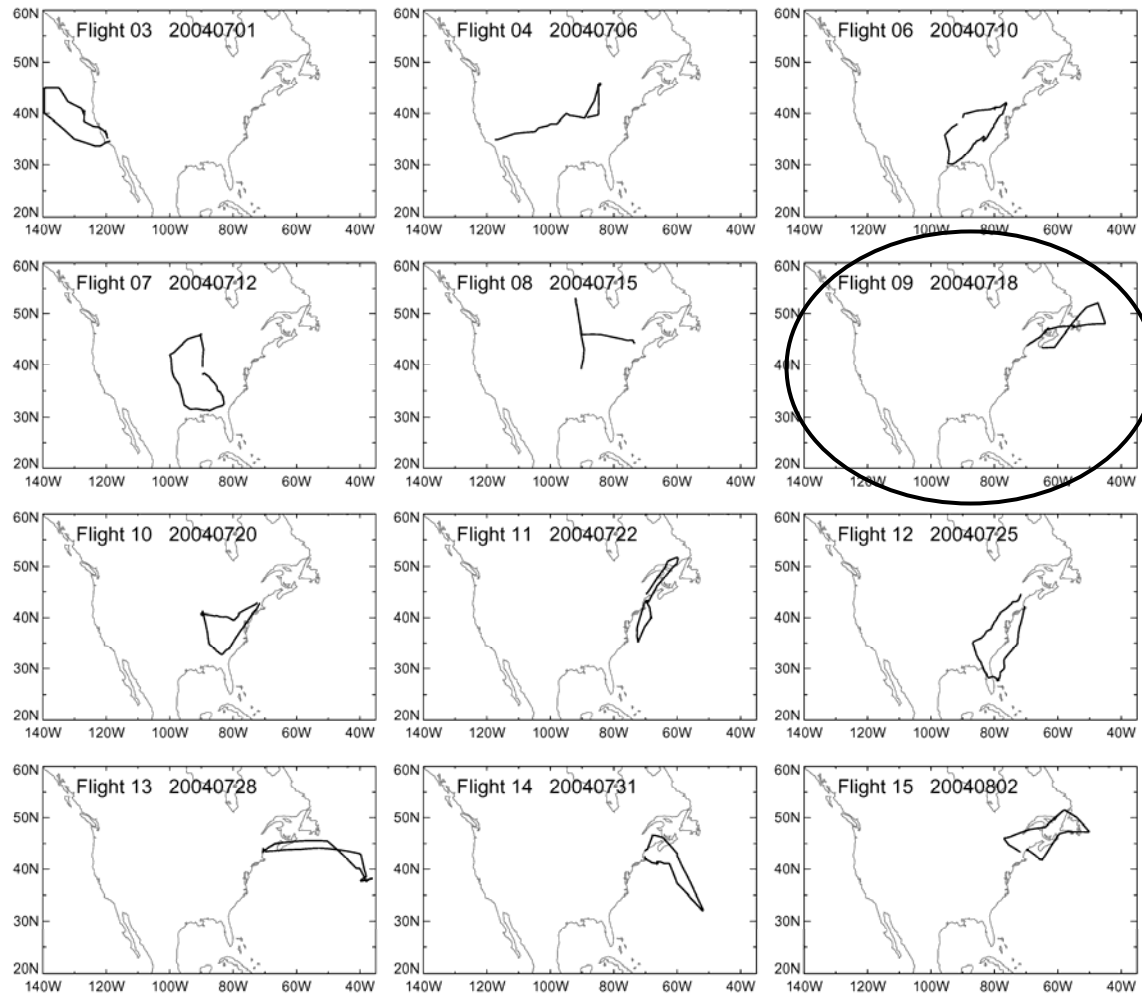 60N
Flight 03 20040701
50N
40N
30N
20N
140W 120W 100W 80W 60W 40W
60N
Flight 04 20040706
50N
40N
30N
20N
140W 120W 100W 80W 60W 40W
60N
Flight 06 20040710
50N
40N
30N
20N
140W 120W 100W 80W 60W 40W
60N
Flight 07 20040712
50N
40N
30N
20N
140W 120W 100W 80W 60W 40W
60N
Flight 08 20040715
50N
40N
30N
20N
140W 120W 100W 80W 60W 40W
60N
Flight 09 20040718
50N
40N
30N
20N
140W 120W 100W 80W 60W 40W
60N
Flight 10 20040720
50N
40N
30N
20N
140W 120W 100W 80W 60W 40W
60N
Flight 11 20040722
50N
40N
30N
20N
140W 120W 100W 80W 60W 40W
60N
Flight 12 20040725
50N
40N
30N
20N
140W 120W 100W 80W 60W 40W
60N
Flight 13 20040728
50N
40N
30N
20N
140W 120W 100W 80W 60W 40W
60N
Flight 14 20040731
50N
40N
30N
20N
140W 120W 100W 80W 60W 40W
60N
Flight 15 20040802
50N
40N
30N
20N
140W 120W 100W 80W 60W 40W